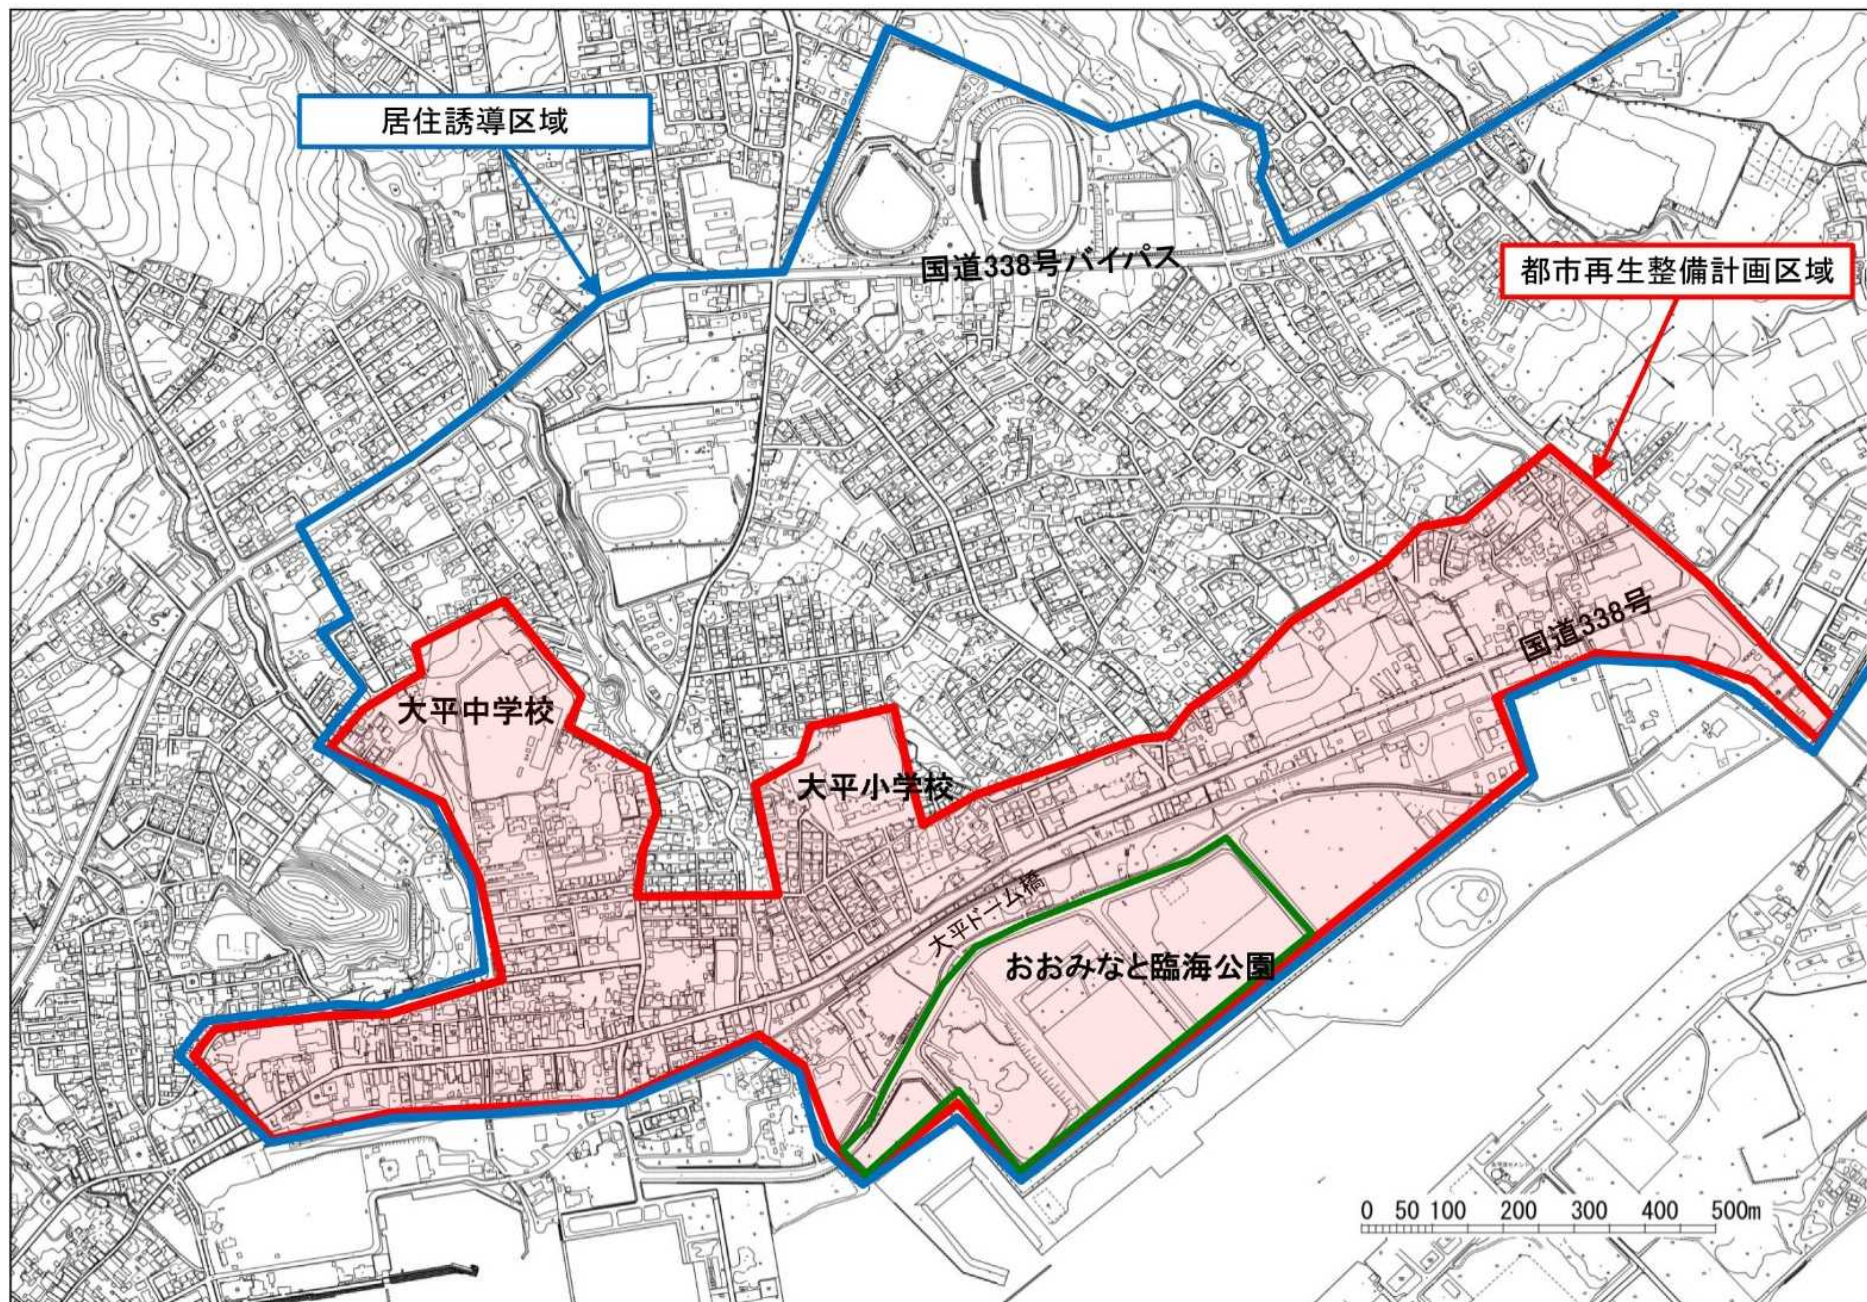 居住誘導区域
国道338号バイパス
都市再生整備計画区域
国道338号
大平中学校
大平小学校
大平ドーム橋
おおみなと臨海公園
0 50 100 200 300 400 500m